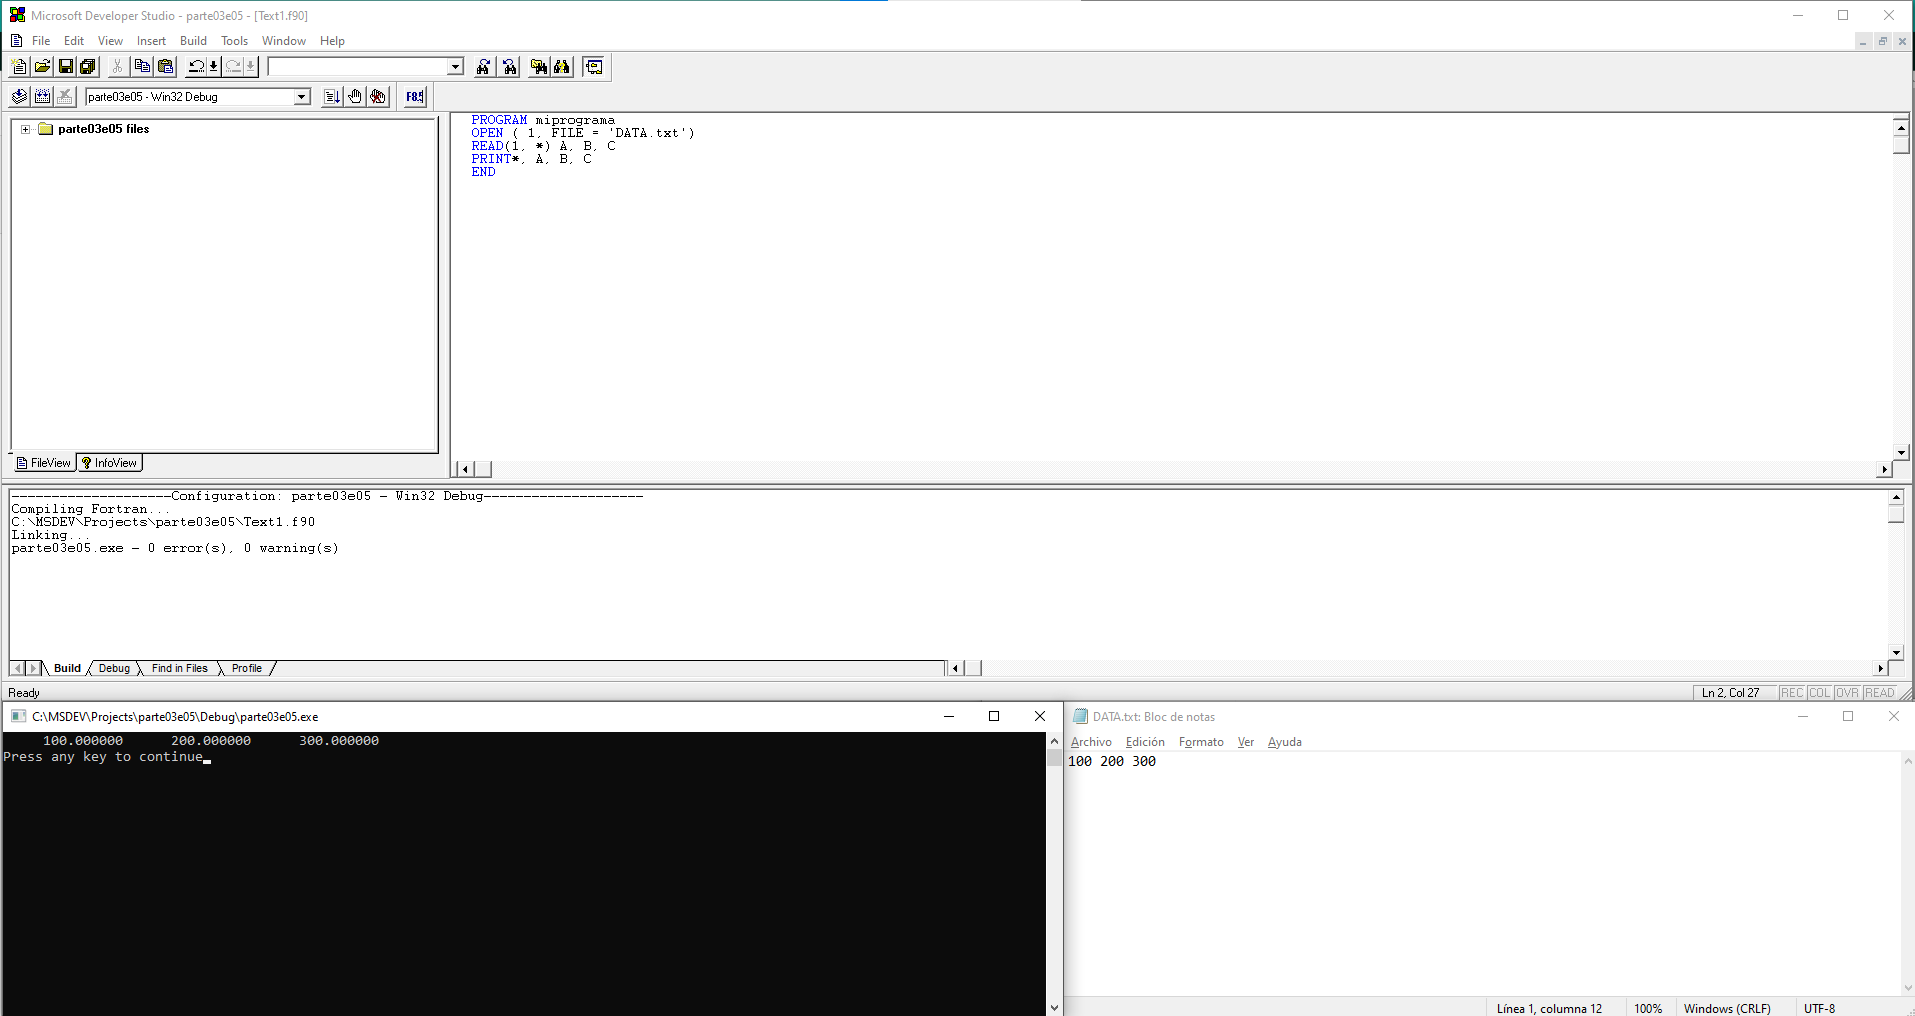 Microsoft Developer Studio - parte03e05 - [Text1.f90]
File Edit View Insert Build Tools Window Help
parte03e05 - Win32 Debug
parte03e05 files
PROGRAM miprograma
OPEN ( 1, FILE = 'DATA.txt')
READ(1, *) A, B, C
PRINT*, A, B, C
END
FileView InfoView
--------------------Configuration: parte03e05 - Win32 Debug--------------------
Compiling Fortran...
C:\MSDEV\Projects\parte03e05\Text1.f90
Linking...
parte03e05.exe - 0 error(s), 0 warning(s)
Build Debug Find in Files Profile
Ready
Ln 2, Col 27 REC COL OVR READ
C:\MSDEV\Projects\parte03e05\Debug\parte03e05.exe
100.000000 200.000000 300.000000
Press any key to continue
DATA.txt: Bloc de notas
Archivo Edición Formato Ver Ayuda
100 200 300
Línea 1, columna 12 100% Windows (CRLF) UTF-8